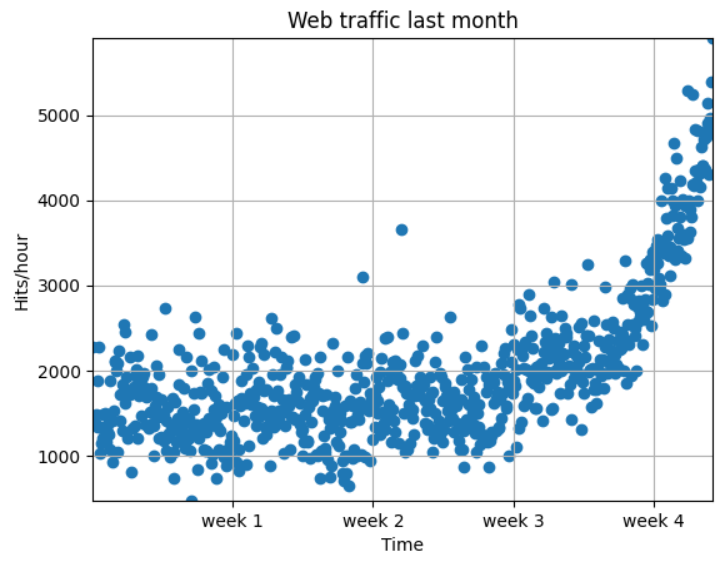 Web traffic last month
5000
4000
3000
2000
1000
Hits/hour
week 1 week 2 week 3 week 4
Time